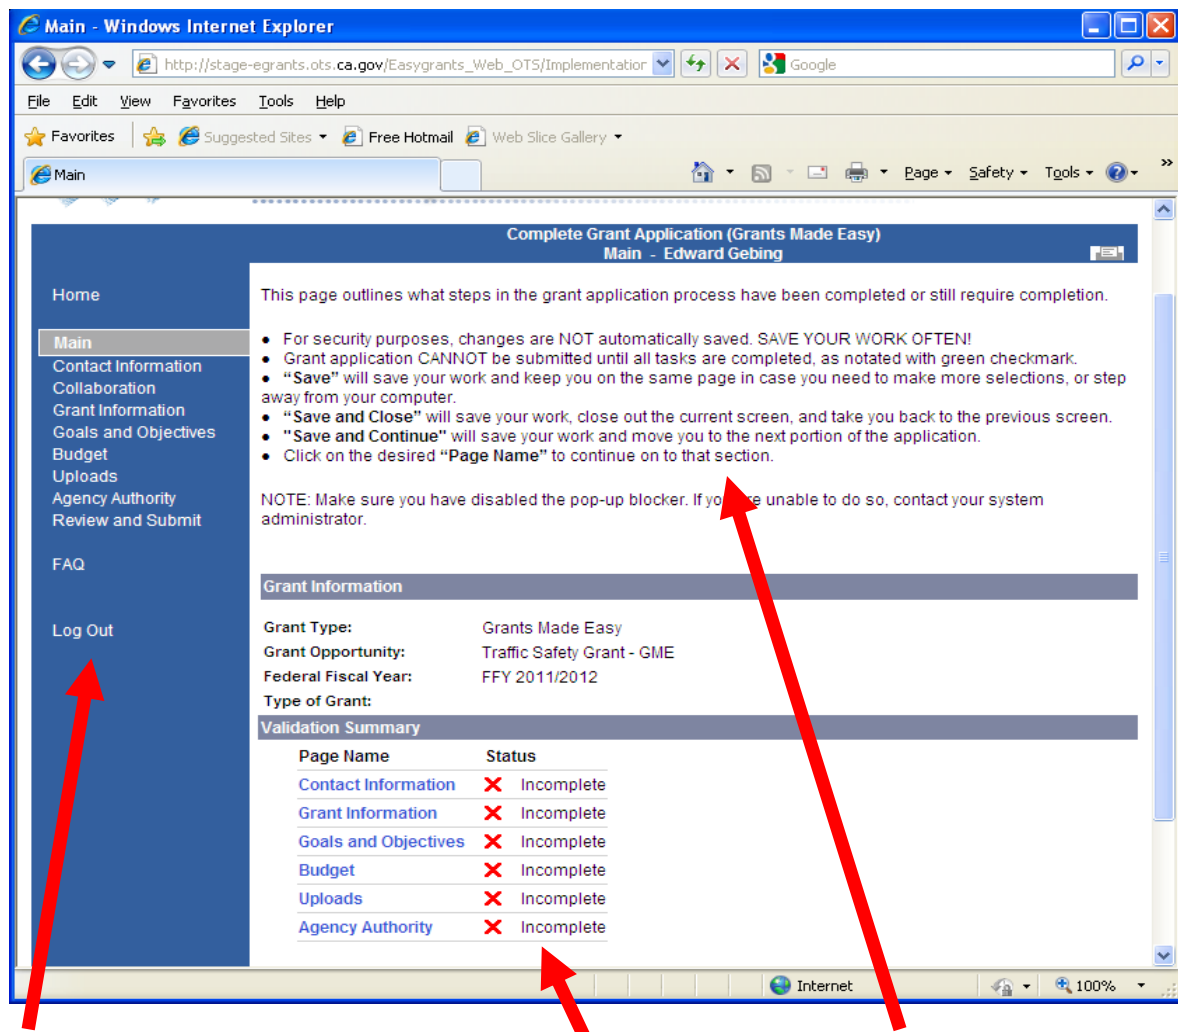 Main - Windows Internet Explorer
http://stage-egrants.ots.ca.gov/Easygrants_Web_OTS/Implementation
Google
File Edit View Favorites Tools Help
Favorites Suggested Sites Free Hotmail Web Slice Gallery
Main
Page Safety Tools
Complete Grant Application (Grants Made Easy)
Main - Edward Gebing
Home
Main
Contact Information
Collaboration
Grant Information
Goals and Objectives
Budget
Uploads
Agency Authority
Review and Submit
FAQ
Log Out
This page outlines what steps in the grant application process have been completed or still require completion.
● For security purposes, changes are NOT automatically saved. SAVE YOUR WORK OFTEN!
● Grant application CANNOT be submitted until all tasks are completed, as notated with green checkmark.
● “Save” will save your work and keep you on the same page in case you need to make more selections, or step
away from your computer.
● “Save and Close” will save your work, close out the current screen, and take you back to the previous screen.
● "Save and Continue" will save your work and move you to the next portion of the application.
● Click on the desired “Page Name” to continue on to that section.
NOTE: Make sure you have disabled the pop-up blocker. If you are unable to do so, contact your system
administrator.
Grant Information
Grant Type: Grants Made Easy
Grant Opportunity: Traffic Safety Grant - GME
Federal Fiscal Year: FFY 2011/2012
Type of Grant:
Validation Summary
Page Name Status
Contact Information Incomplete
Grant Information Incomplete
Goals and Objectives Incomplete
Budget Incomplete
Uploads Incomplete
Agency Authority Incomplete
Internet 100%